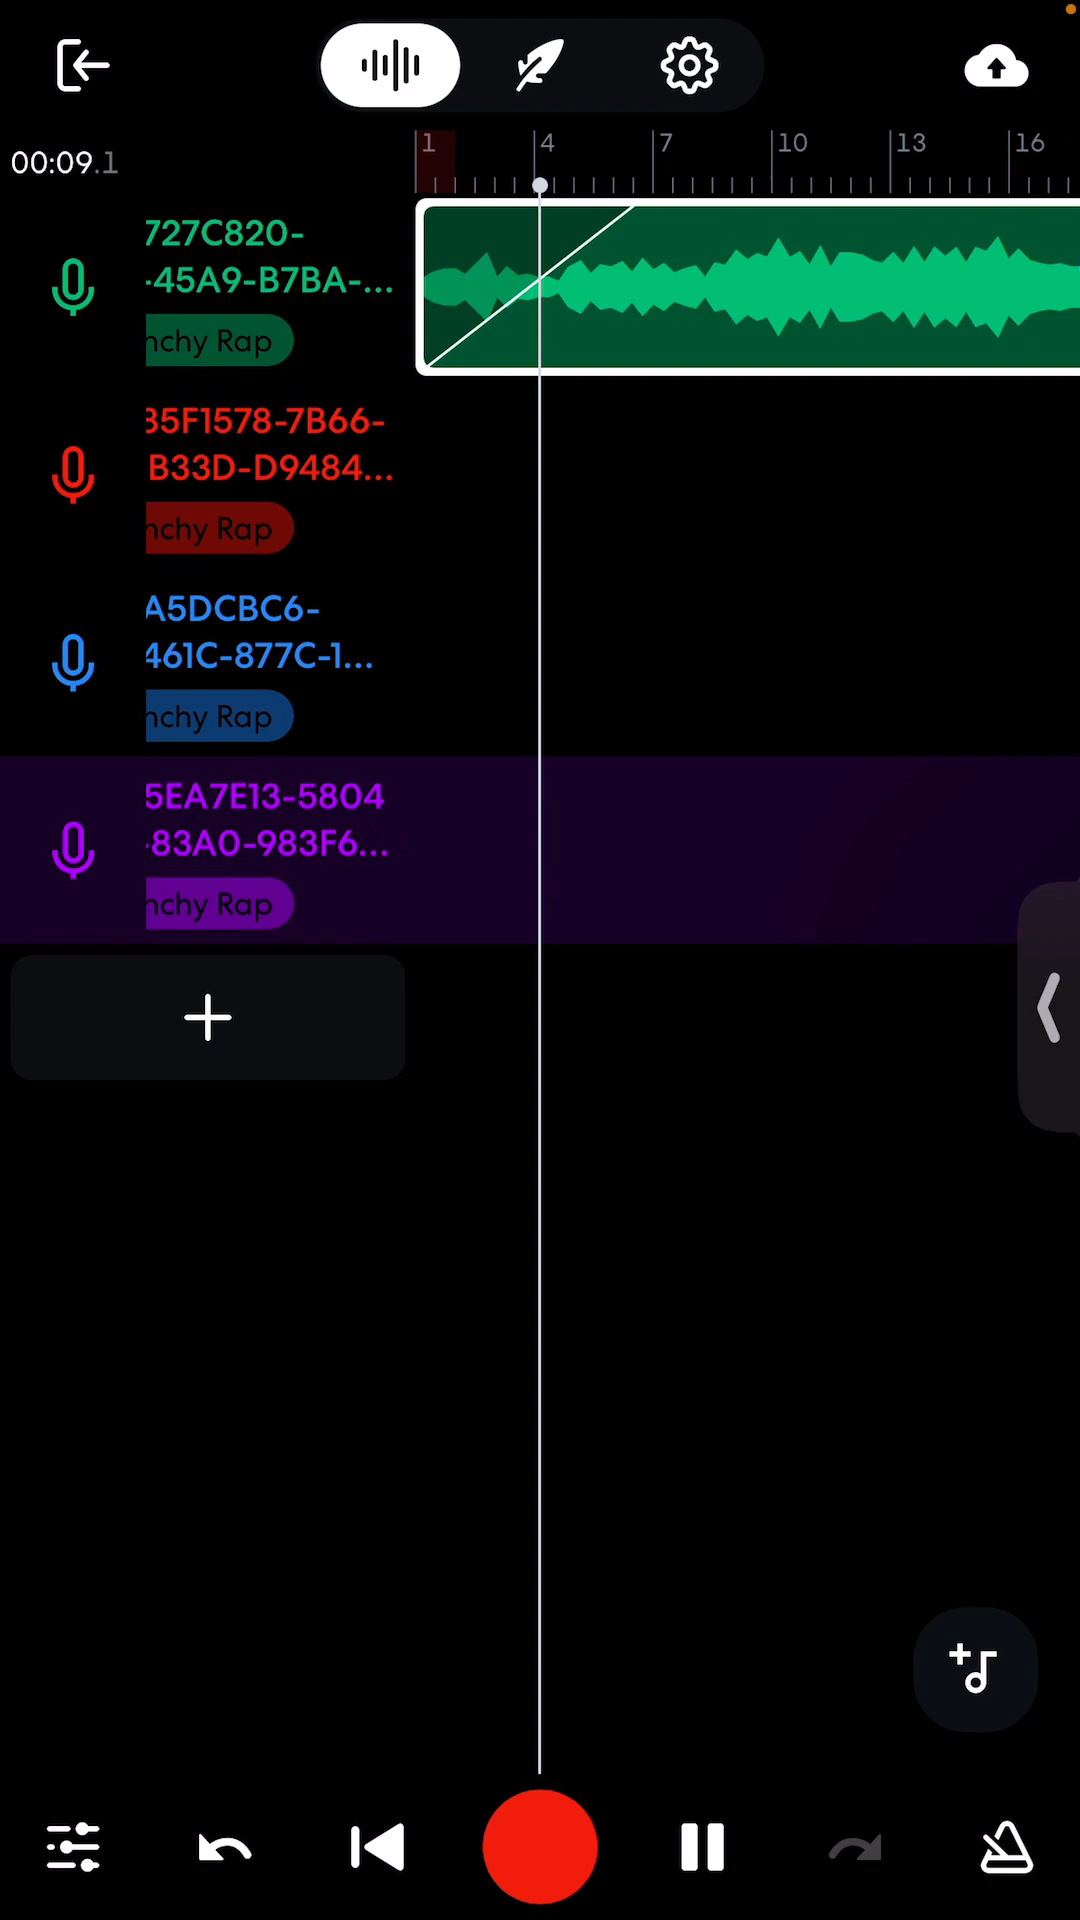 1 4 7 10 13 16
00:09.1
727C820-
-45A9-B7BA-...
nchy Rap
35F1578-7B66-
B33D-D9484...
nchy Rap
A5DCBC6-
461C-877C-1...
nchy Rap
5EA7E13-5804
-83A0-983F6...
nchy Rap